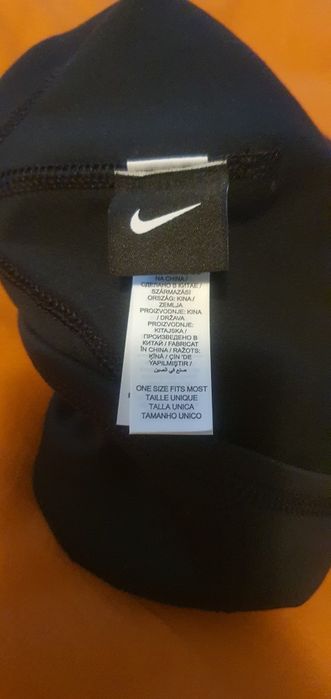 NA CHINA /
СДЕЛАНО В КИТАЕ /
SZÁRMAZÁSI
ORSZÁG: KÍNA /
ZEMLJA
PROIZVODNJE: KINA
/ DRŽAVA
PROIZVODNJE:
KITAJSKA /
ПРОИЗВЕДЕНО В
КИТАЙ / FABRICAT
ÎN CHINA / RAŽOTS:
ĶĪNĀ / ÇİN'DE
YAPILMIŞTIR /
صنع في الصين
ONE SIZE FITS MOST
TAILLE UNIQUE
TALLA UNICA
TAMANHO UNICO